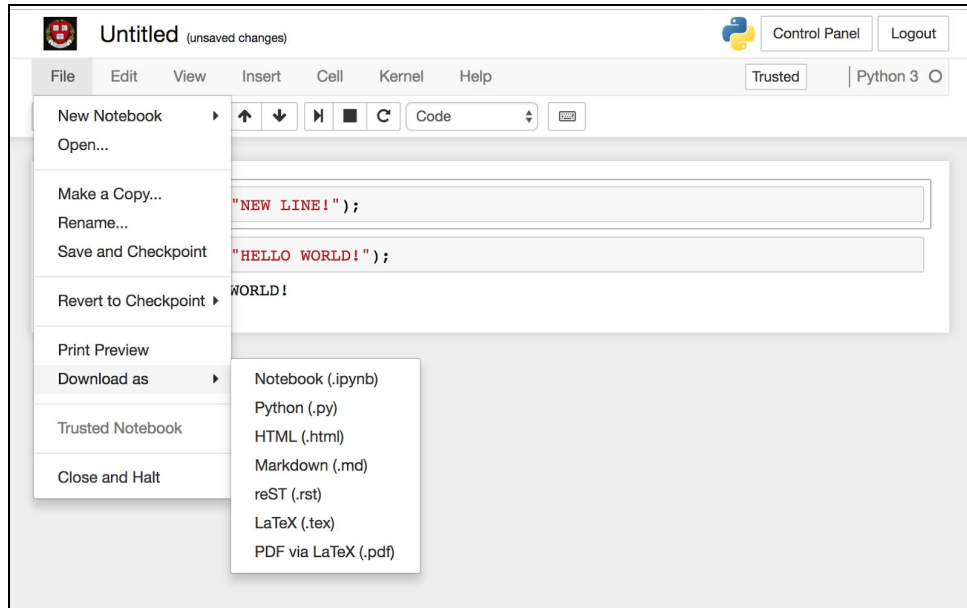 Untitled (unsaved changes)
Control Panel
Logout
File Edit View Insert Cell Kernel Help
Trusted
Python 3
New Notebook
Open...
Make a Copy...
Rename...
Save and Checkpoint
Revert to Checkpoint
Print Preview
Download as
Trusted Notebook
Close and Halt
Code
"NEW LINE!");
"HELLO WORLD!");
WORLD!
Notebook (.ipynb)
Python (.py)
HTML (.html)
Markdown (.md)
reST (.rst)
LaTeX (.tex)
PDF via LaTeX (.pdf)